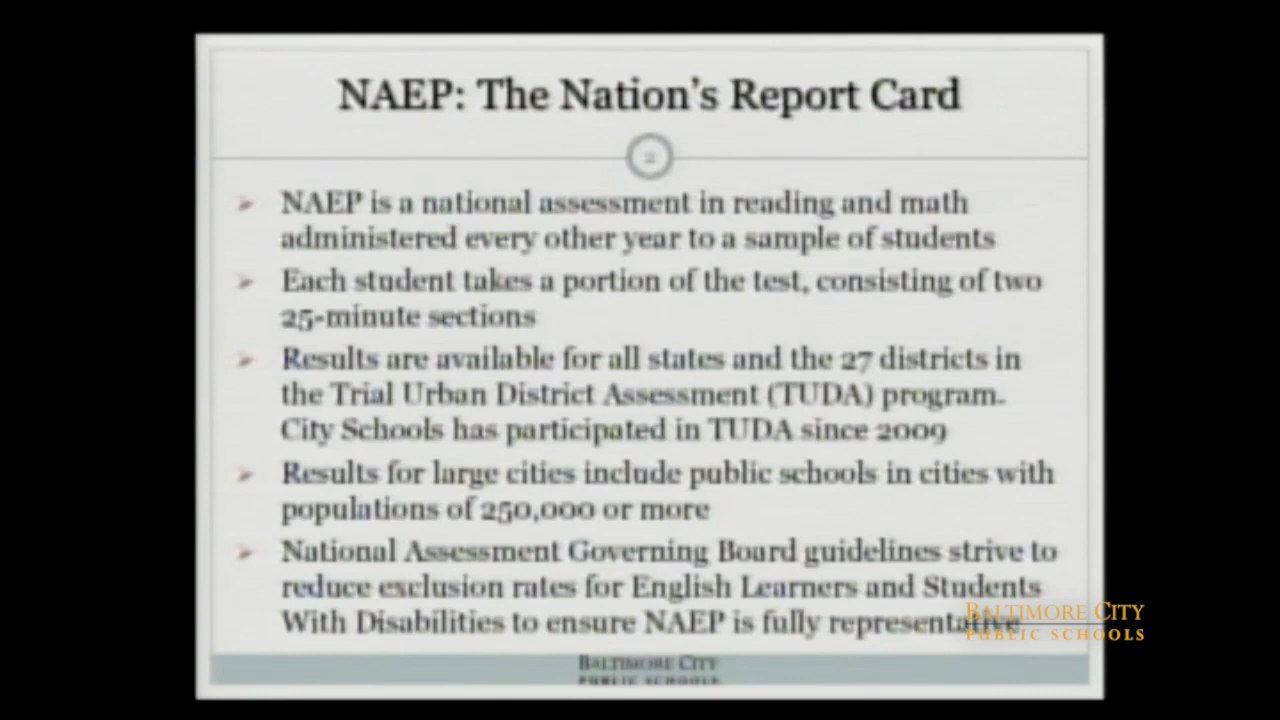 NAEP: The Nation's Report Card
2
NAEP is a national assessment in reading and math
administered every other year to a sample of students
Each student takes a portion of the test, consisting of two
25-minute sections
Results are available for all states and the 27 districts in
the Trial Urban District Assessment (TUDA) program.
City Schools has participated in TUDA since 2009
Results for large cities include public schools in cities with
populations of 250,000 or more
National Assessment Governing Board guidelines strive to
reduce exclusion rates for English Learners and Students
With Disabilities to ensure NAEP is fully representative
BALTIMORE CITY
PUBLIC SCHOOLS
BALTIMORE CITY
PUBLIC SCHOOLS